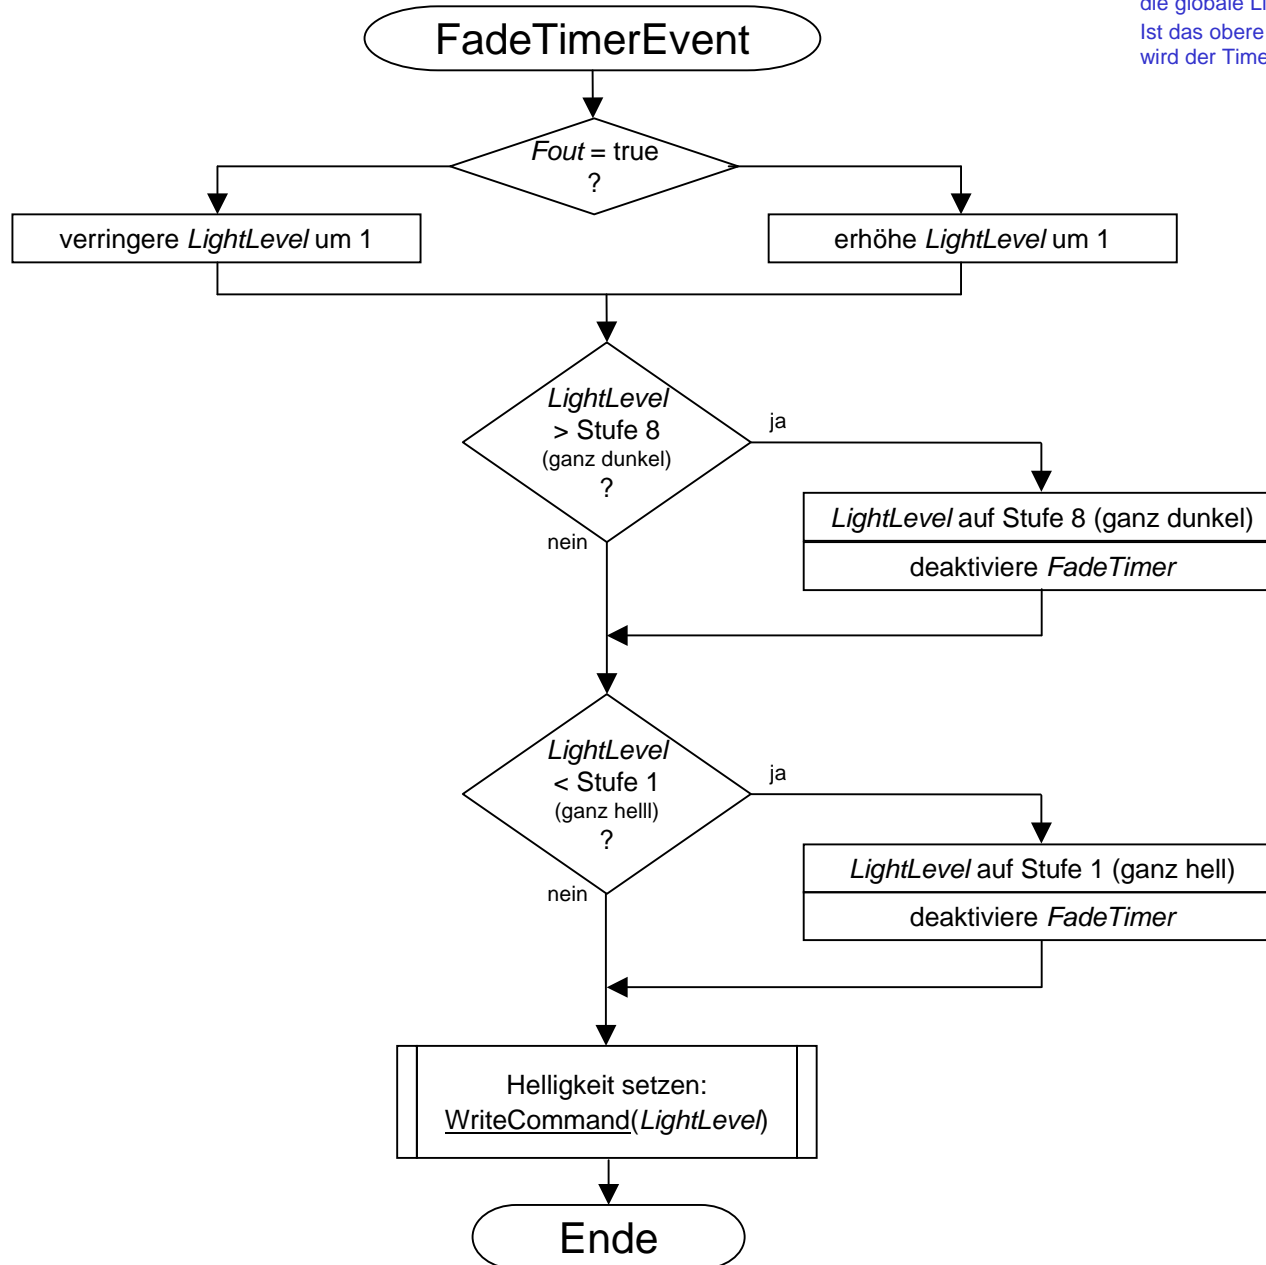 die globale
Ist das obere
wird der
FadeTimerEvent
Fout = true
?
verringere LightLevel um 1
erhöhe LightLevel um 1
LightLevel
> Stufe 8
(ganz dunkel)
?
ja
nein
LightLevel auf Stufe 8 (ganz dunkel)
deaktiviere FadeTimer
LightLevel
< Stufe 1
(ganz helll)
?
ja
nein
LightLevel auf Stufe 1 (ganz hell)
deaktiviere FadeTimer
Helligkeit setzen:
WriteCommand(LightLevel)
Ende